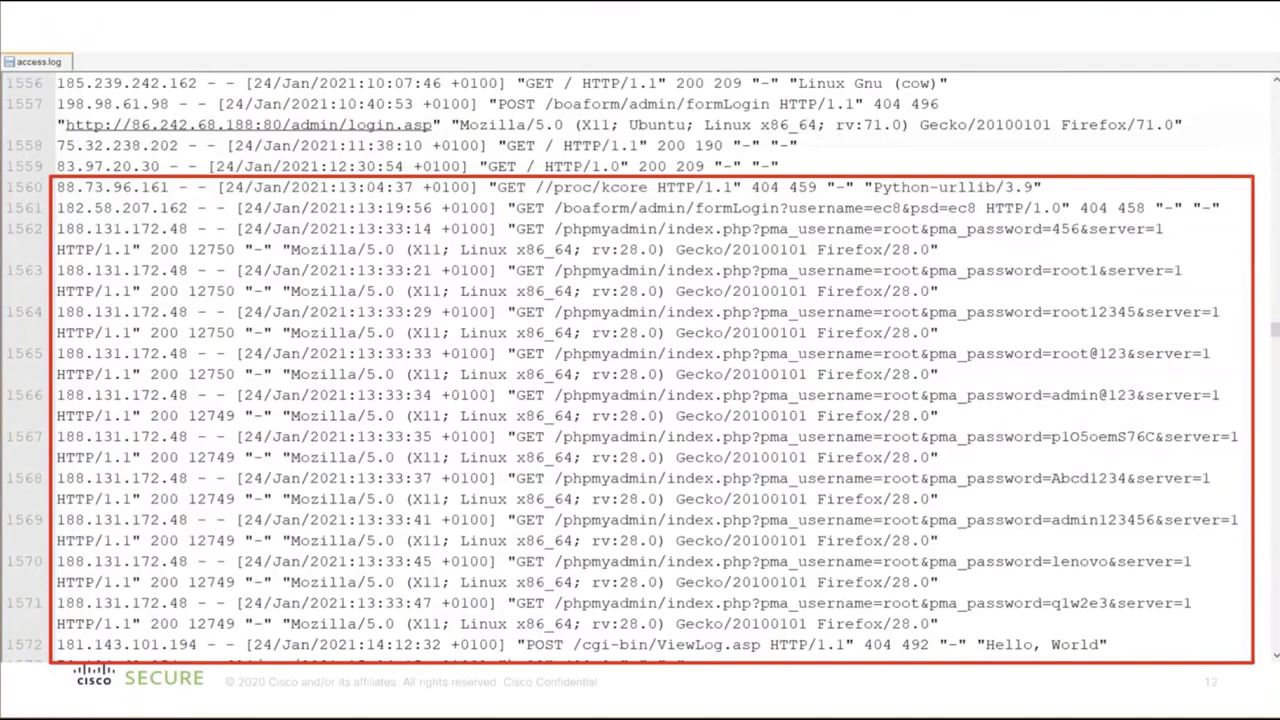 access.log
1556 185.239.242.162 - - [24/Jan/2021:10:07:46 +0100] "GET / HTTP/1.1" 200 209 "-" "Linux Gnu (cow)"
1557 198.98.61.98 - - [24/Jan/2021:10:40:53 +0100] "POST /boaform/admin/formLogin HTTP/1.1" 404 496
"http://86.242.68.188:80/admin/login.asp" "Mozilla/5.0 (X11; Ubuntu; Linux x86_64; rv:71.0) Gecko/20100101 Firefox/71.0"
1558 75.32.238.202 - - [24/Jan/2021:11:38:10 +0100] "GET / HTTP/1.1" 200 190 "-" "-"
1559 83.97.20.30 - - [24/Jan/2021:12:30:54 +0100] "GET / HTTP/1.0" 200 209 "-" "-"
1560 88.73.96.161 - - [24/Jan/2021:13:04:37 +0100] "GET //proc/kcore HTTP/1.1" 404 459 "-" "Python-urllib/3.9"
1561 182.58.207.162 - - [24/Jan/2021:13:19:56 +0100] "GET /boaform/admin/formLogin?username=ec8&psd=ec8 HTTP/1.0" 404 458 "-" "-"
1562 188.131.172.48 - - [24/Jan/2021:13:33:14 +0100] "GET /phpmyadmin/index.php?pma_username=root&pma_password=456&server=1
HTTP/1.1" 200 12750 "-" "Mozilla/5.0 (X11; Linux x86_64; rv:28.0) Gecko/20100101 Firefox/28.0"
1563 188.131.172.48 - - [24/Jan/2021:13:33:21 +0100] "GET /phpmyadmin/index.php?pma_username=root&pma_password=root1&server=1
HTTP/1.1" 200 12750 "-" "Mozilla/5.0 (X11; Linux x86_64; rv:28.0) Gecko/20100101 Firefox/28.0"
1564 188.131.172.48 - - [24/Jan/2021:13:33:29 +0100] "GET /phpmyadmin/index.php?pma_username=root&pma_password=root12345&server=1
HTTP/1.1" 200 12750 "-" "Mozilla/5.0 (X11; Linux x86_64; rv:28.0) Gecko/20100101 Firefox/28.0"
1565 188.131.172.48 - - [24/Jan/2021:13:33:33 +0100] "GET /phpmyadmin/index.php?pma_username=root&pma_password=root@123&server=1
HTTP/1.1" 200 12750 "-" "Mozilla/5.0 (X11; Linux x86_64; rv:28.0) Gecko/20100101 Firefox/28.0"
1566 188.131.172.48 - - [24/Jan/2021:13:33:34 +0100] "GET /phpmyadmin/index.php?pma_username=root&pma_password=admin@123&server=1
HTTP/1.1" 200 12749 "-" "Mozilla/5.0 (X11; Linux x86_64; rv:28.0) Gecko/20100101 Firefox/28.0"
1567 188.131.172.48 - - [24/Jan/2021:13:33:35 +0100] "GET /phpmyadmin/index.php?pma_username=root&pma_password=p1O5oemS76C&server=1
HTTP/1.1" 200 12749 "-" "Mozilla/5.0 (X11; Linux x86_64; rv:28.0) Gecko/20100101 Firefox/28.0"
1568 188.131.172.48 - - [24/Jan/2021:13:33:37 +0100] "GET /phpmyadmin/index.php?pma_username=root&pma_password=Abcd1234&server=1
HTTP/1.1" 200 12749 "-" "Mozilla/5.0 (X11; Linux x86_64; rv:28.0) Gecko/20100101 Firefox/28.0"
1569 188.131.172.48 - - [24/Jan/2021:13:33:41 +0100] "GET /phpmyadmin/index.php?pma_username=root&pma_password=admin123456&server=1
HTTP/1.1" 200 12749 "-" "Mozilla/5.0 (X11; Linux x86_64; rv:28.0) Gecko/20100101 Firefox/28.0"
1570 188.131.172.48 - - [24/Jan/2021:13:33:45 +0100] "GET /phpmyadmin/index.php?pma_username=root&pma_password=lenovo&server=1
HTTP/1.1" 200 12749 "-" "Mozilla/5.0 (X11; Linux x86_64; rv:28.0) Gecko/20100101 Firefox/28.0"
1571 188.131.172.48 - - [24/Jan/2021:13:33:47 +0100] "GET /phpmyadmin/index.php?pma_username=root&pma_password=q1w2e3&server=1
HTTP/1.1" 200 12749 "-" "Mozilla/5.0 (X11; Linux x86_64; rv:28.0) Gecko/20100101 Firefox/28.0"
1572 181.143.101.194 - - [24/Jan/2021:14:12:32 +0100] "POST /cgi-bin/ViewLog.asp HTTP/1.1" 404 492 "-" "Hello, World"
cisco SECURE © 2020 Cisco and/or its affiliates. All rights reserved. Cisco Confidential 12